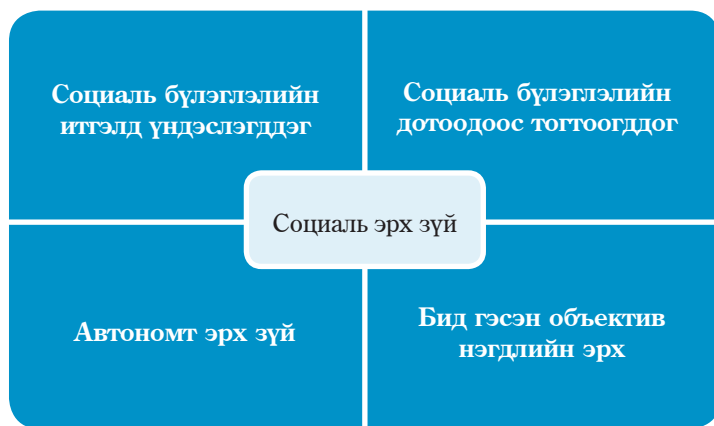 Социаль бүлэглэлийн
итгэлд үндэслэгддэг
Социаль бүлэглэлийн
дотоодоос тогтоогддог
Социаль эрх зүй
Автономт эрх зүй
Бид гэсэн объектив
нэгдлийн эрх